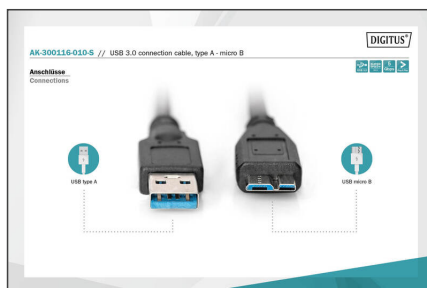 DIGITUS®
AK-300116-010-S // USB 3.0 connection cable, type A - micro B
Anschlüsse
Connections
USB type A
USB micro B